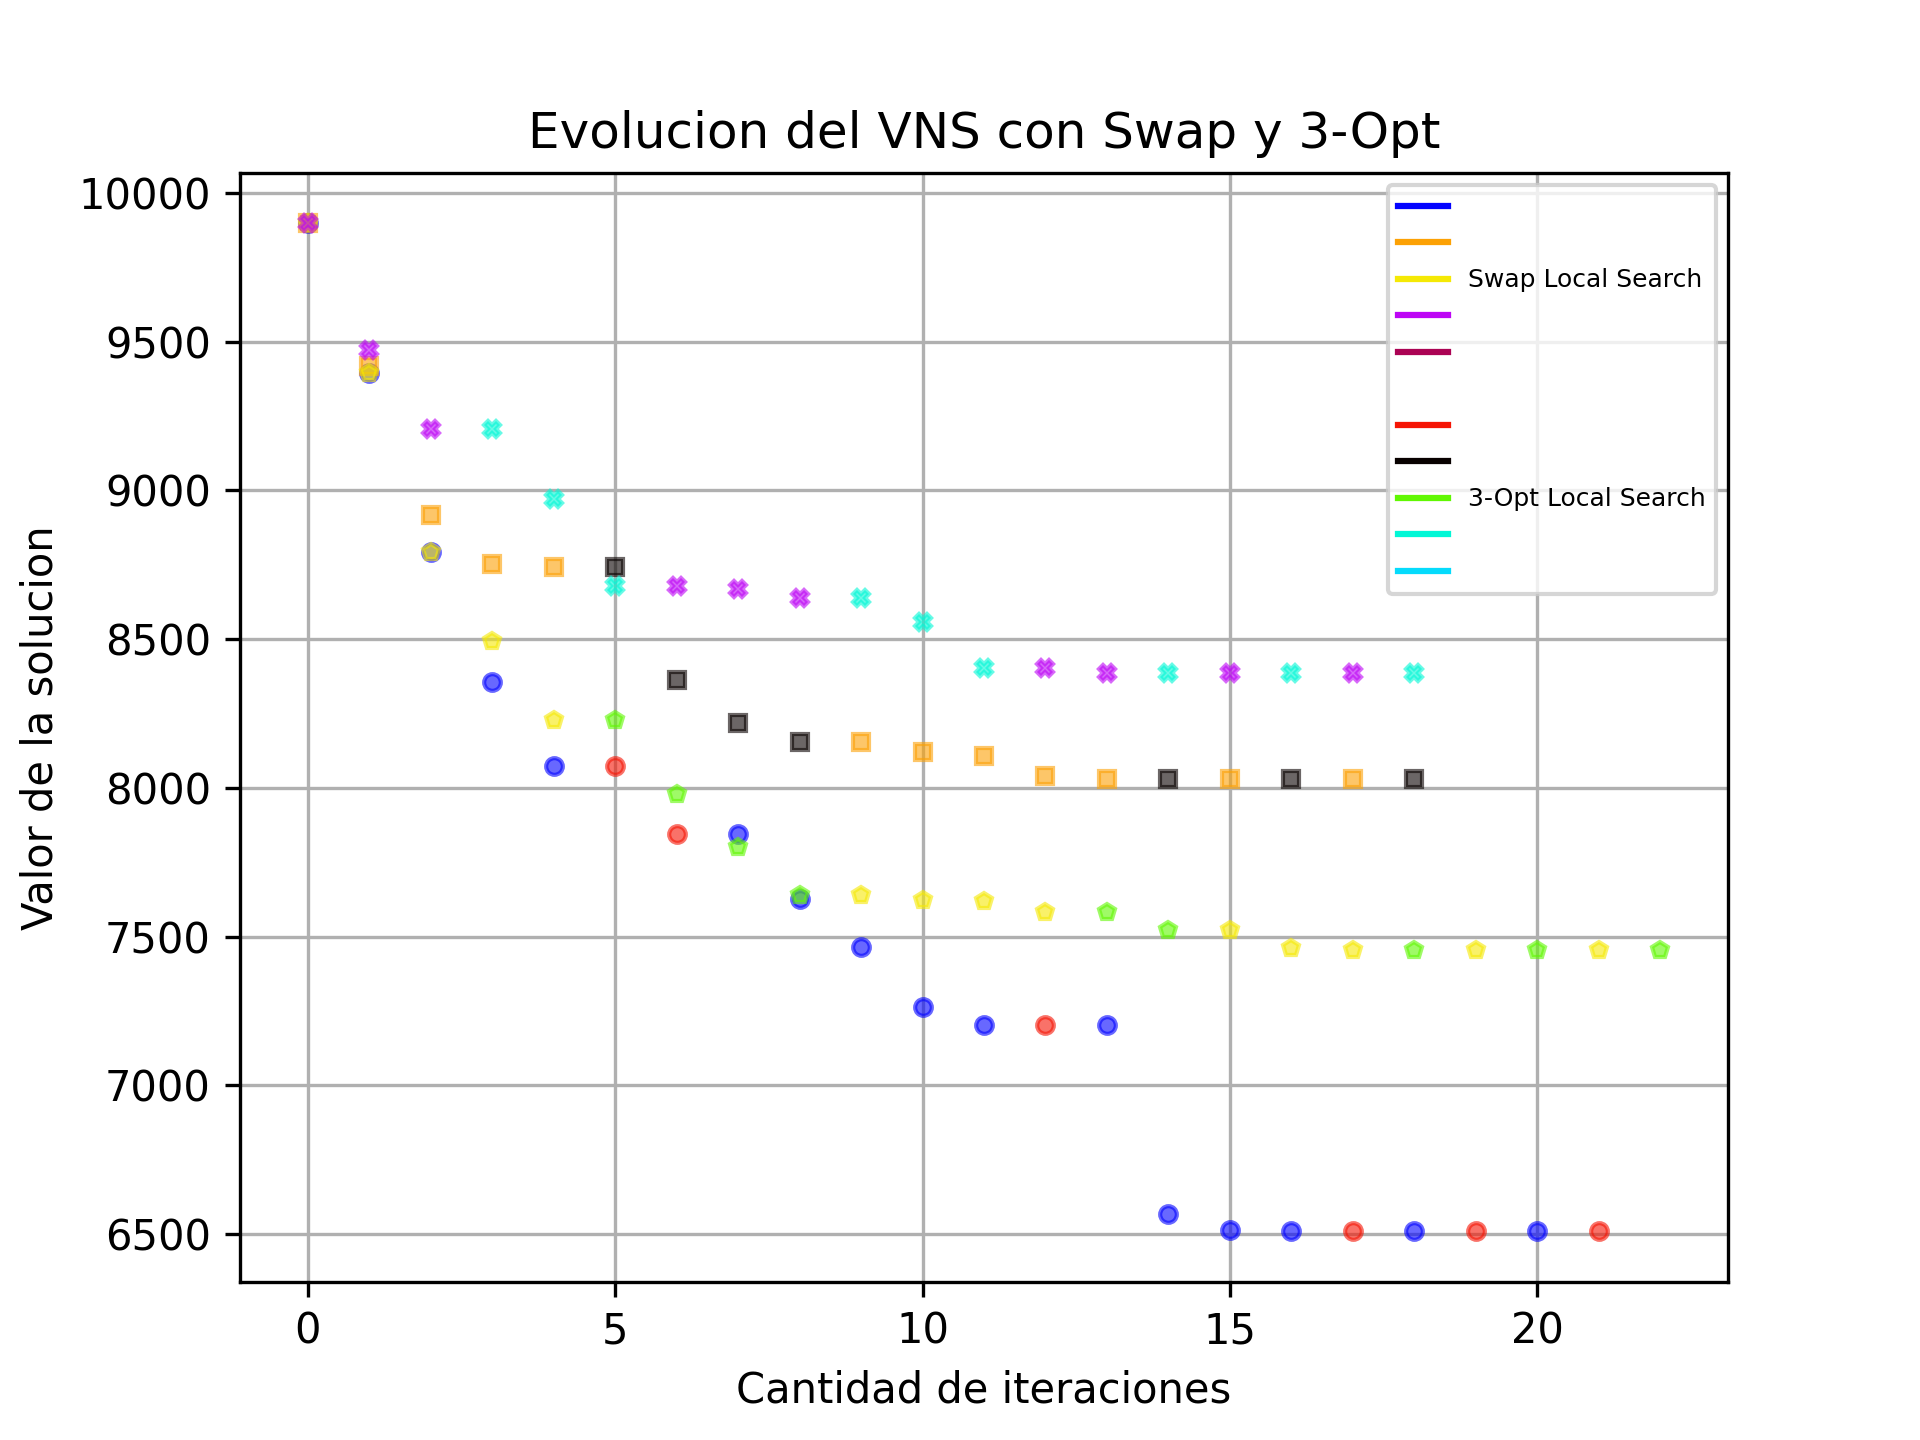 Evolucion del VNS con Swap y 3-Opt
10000
9500
9000
8500
8000
7500
7000
6500
Valor de la solucion
Swap Local Search
3-Opt Local Search
0 5 10 15 20
Cantidad de iteraciones